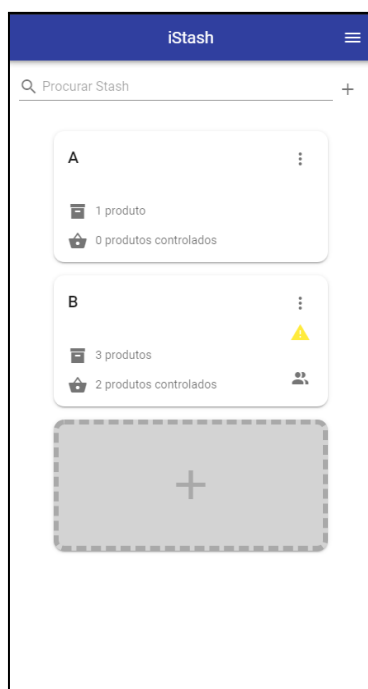 iStash
Procurar Stash
A
1 produto
0 produtos controlados
B
3 produtos
2 produtos controlados